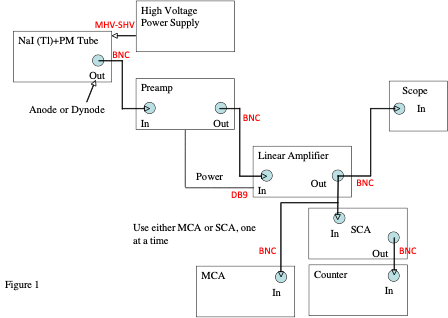 High Voltage
Power Supply
MHV-SHV
NaI (Tl)+PM Tube
BNC
Out
Anode or Dynode
Preamp
In
Out
BNC
Scope
In
Linear Amplifier
Power
DB9
In
Out
BNC
Use either MCA or SCA, one
at a time
In
SCA
Out
BNC
BNC
MCA
In
Counter
In
Figure 1